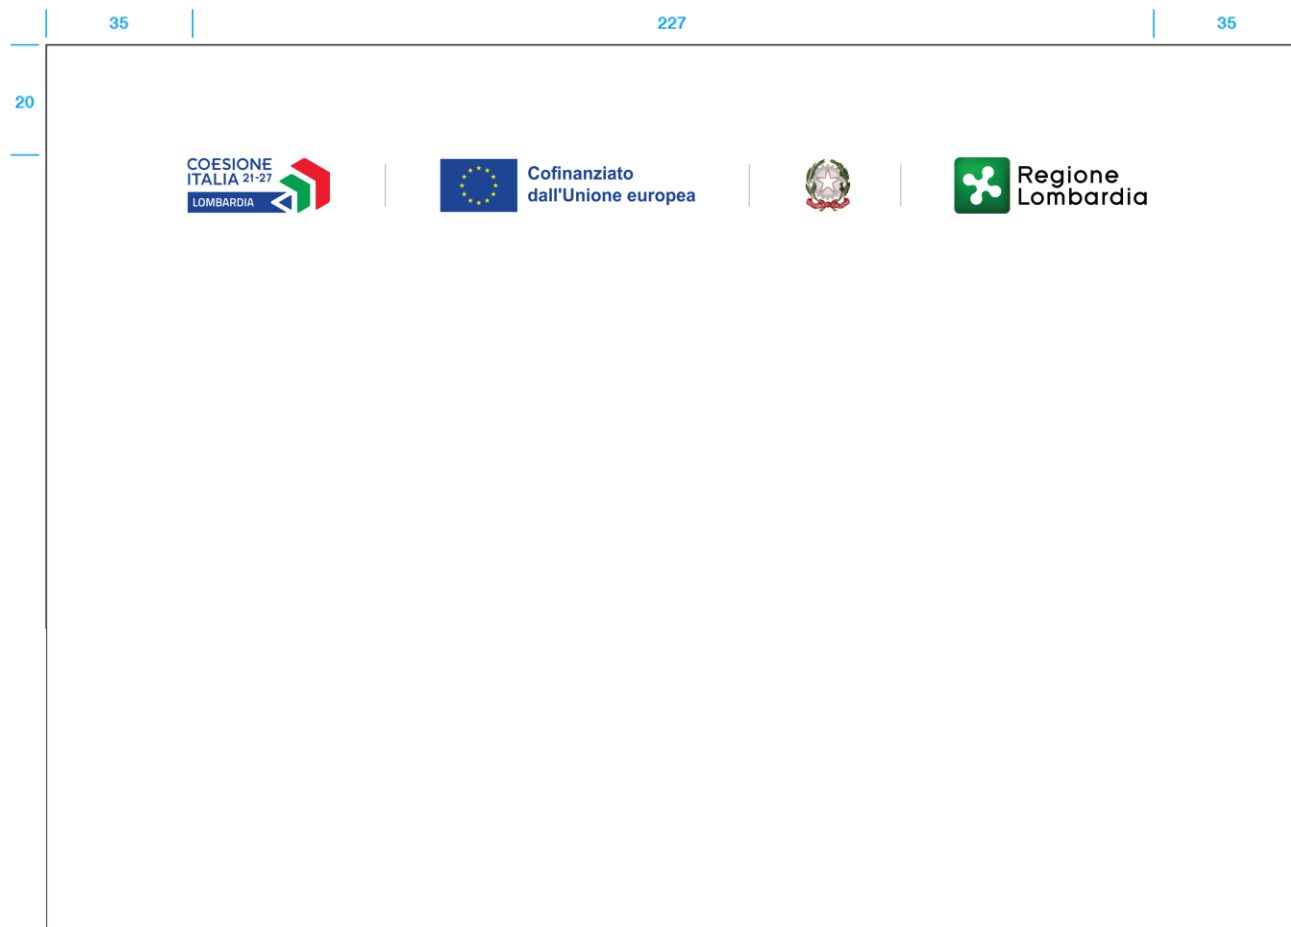 35
227
35
20
COESIONE
ITALIA 21-27
LOMBARDIA
Cofinanziato
dall'Unione europea
Regione
Lombardia